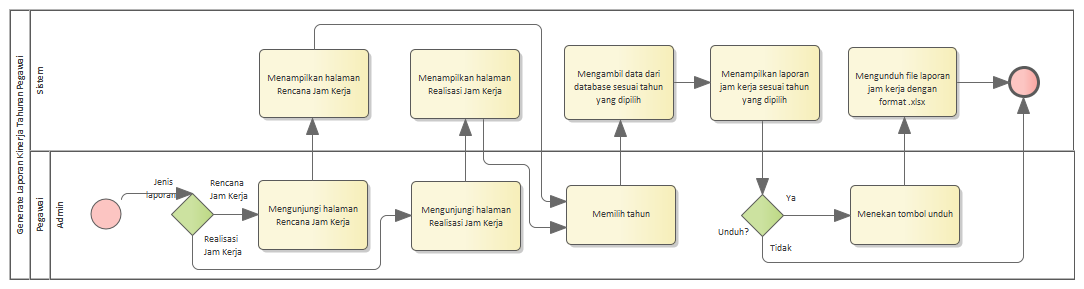 Generate Laporan Kinerja Tahunan Pegawai
Sistem
Menampilkan halaman
Rencana Jam Kerja
Menampilkan halaman
Realisasi Jam Kerja
Mengambil data dari
database sesuai tahun
yang dipilih
Menampilkan laporan
jam kerja sesuai tahun
yang dipilih
Mengunduh file laporan
jam kerja dengan
format .xlsx
Pegawai
Admin
Jenis
laporan
Rencana
Jam Kerja
Realisasi
Jam Kerja
Mengunjungi halaman
Rencana Jam Kerja
Mengunjungi halaman
Realisasi Jam Kerja
Memilih tahun
Unduh?
Ya
Tidak
Menekan tombol unduh